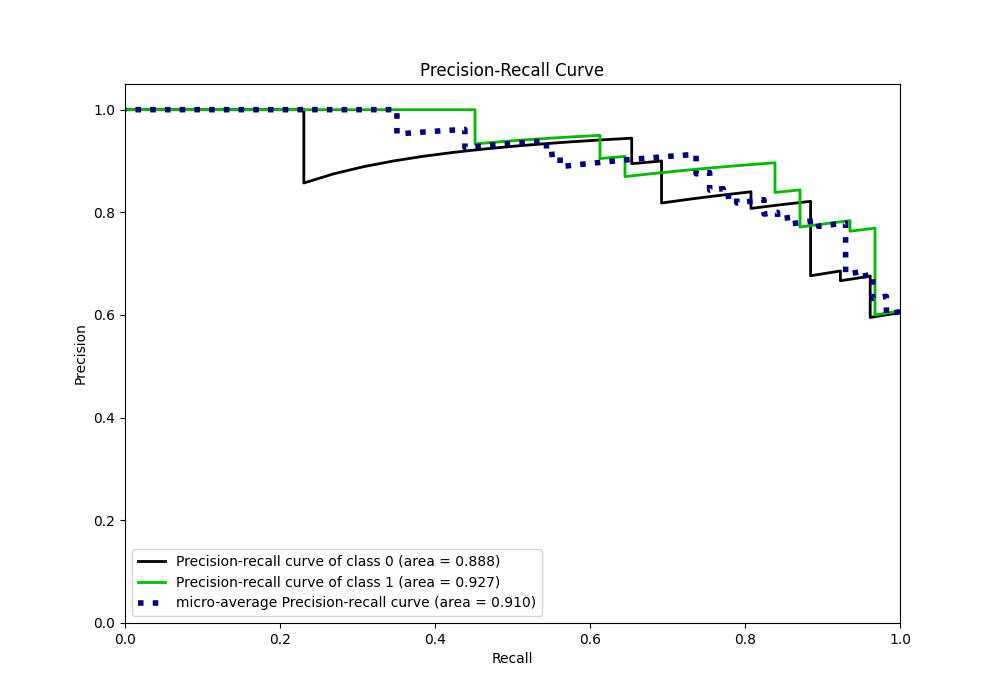 Precision-Recall Curve
1.0
0.8
0.6
0.4
0.2
0.0
Precision
Precision-recall curve of class 0 (area = 0.888)
Precision-recall curve of class 1 (area = 0.927)
micro-average Precision-recall curve (area = 0.910)
0.0 0.2 0.4 0.6 0.8 1.0
Recall